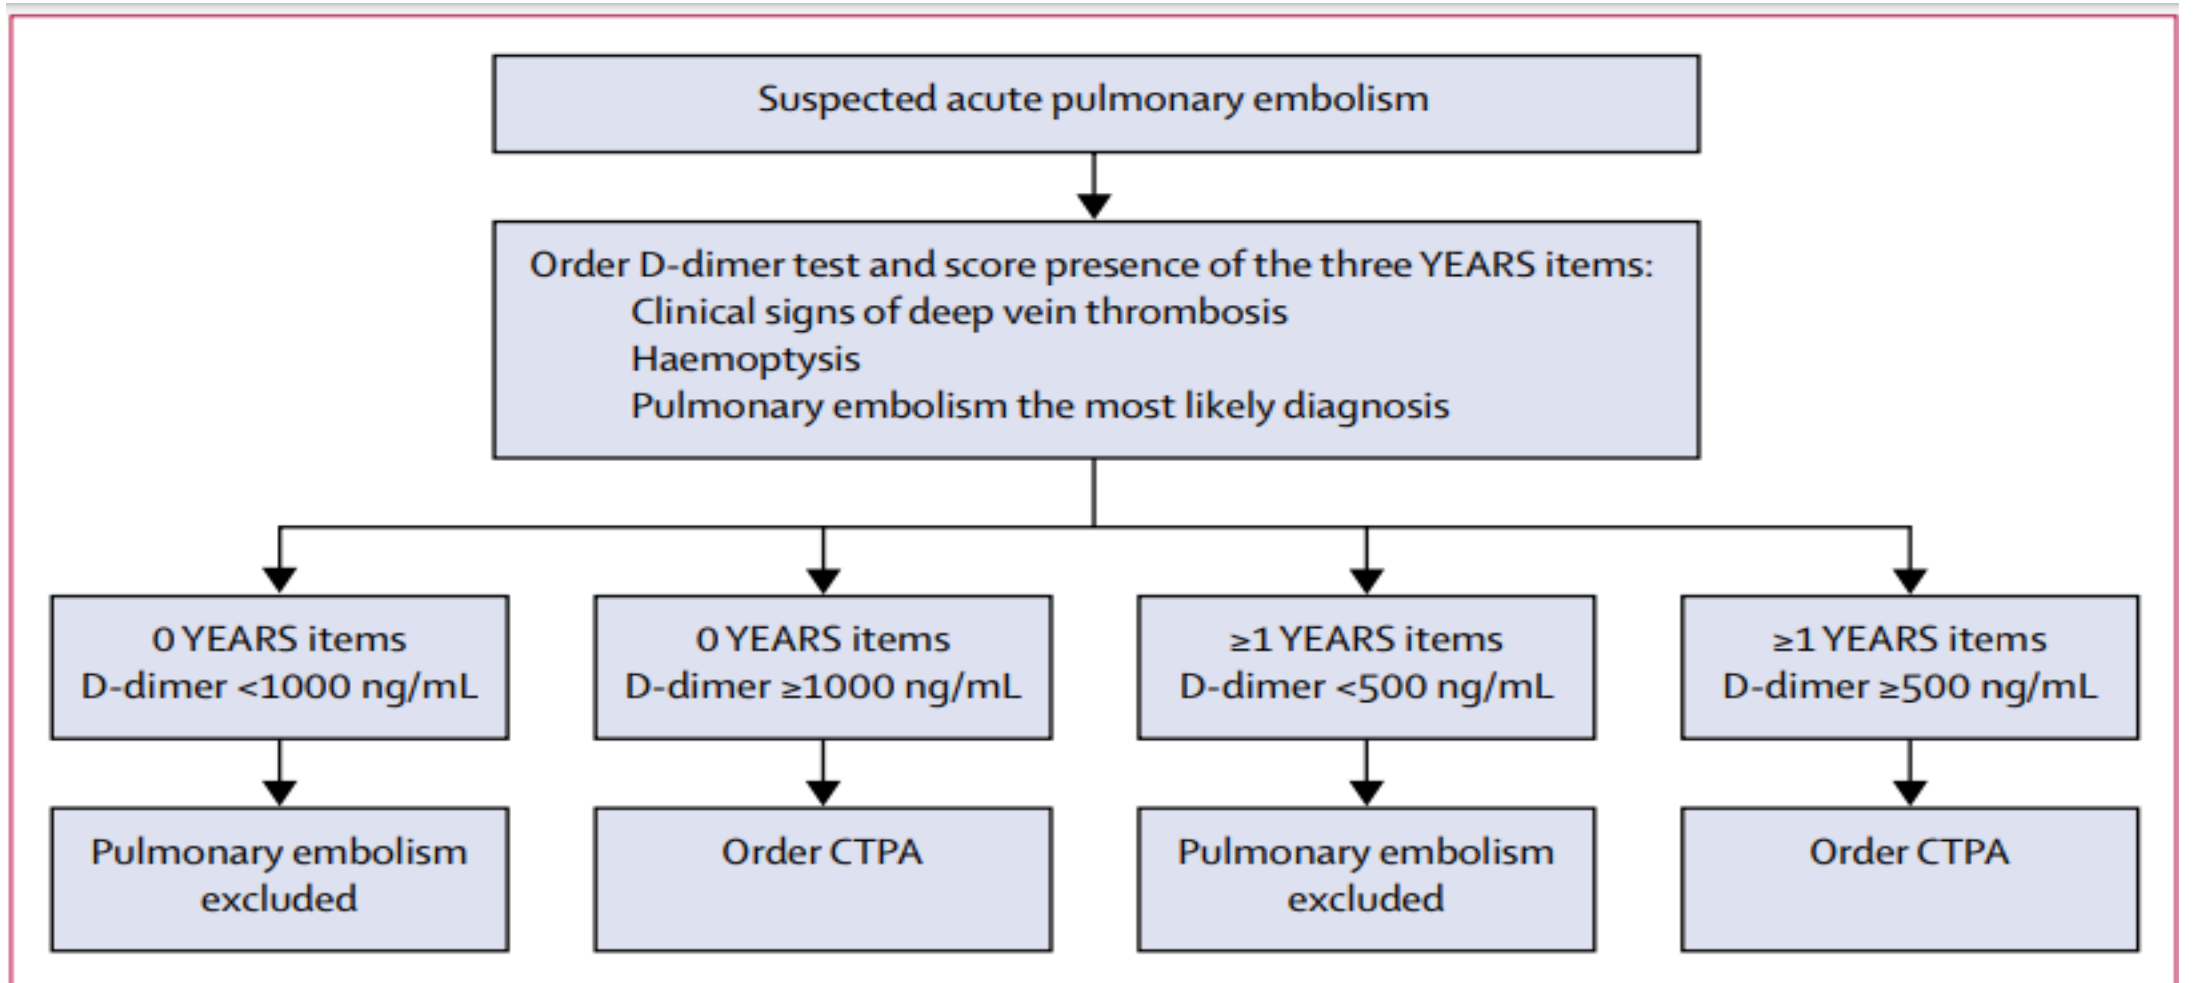 Suspected acute pulmonary embolism
Order D-dimer test and score presence of the three YEARS items:
Clinical signs of deep vein thrombosis
Haemoptysis
Pulmonary embolism the most likely diagnosis
0 YEARS items
D-dimer <1000 ng/mL
0 YEARS items
D-dimer ≥1000 ng/mL
≥1 YEARS items
D-dimer <500 ng/mL
≥1 YEARS items
D-dimer ≥500 ng/mL
Pulmonary embolism
excluded
Order CTPA
Pulmonary embolism
excluded
Order CTPA